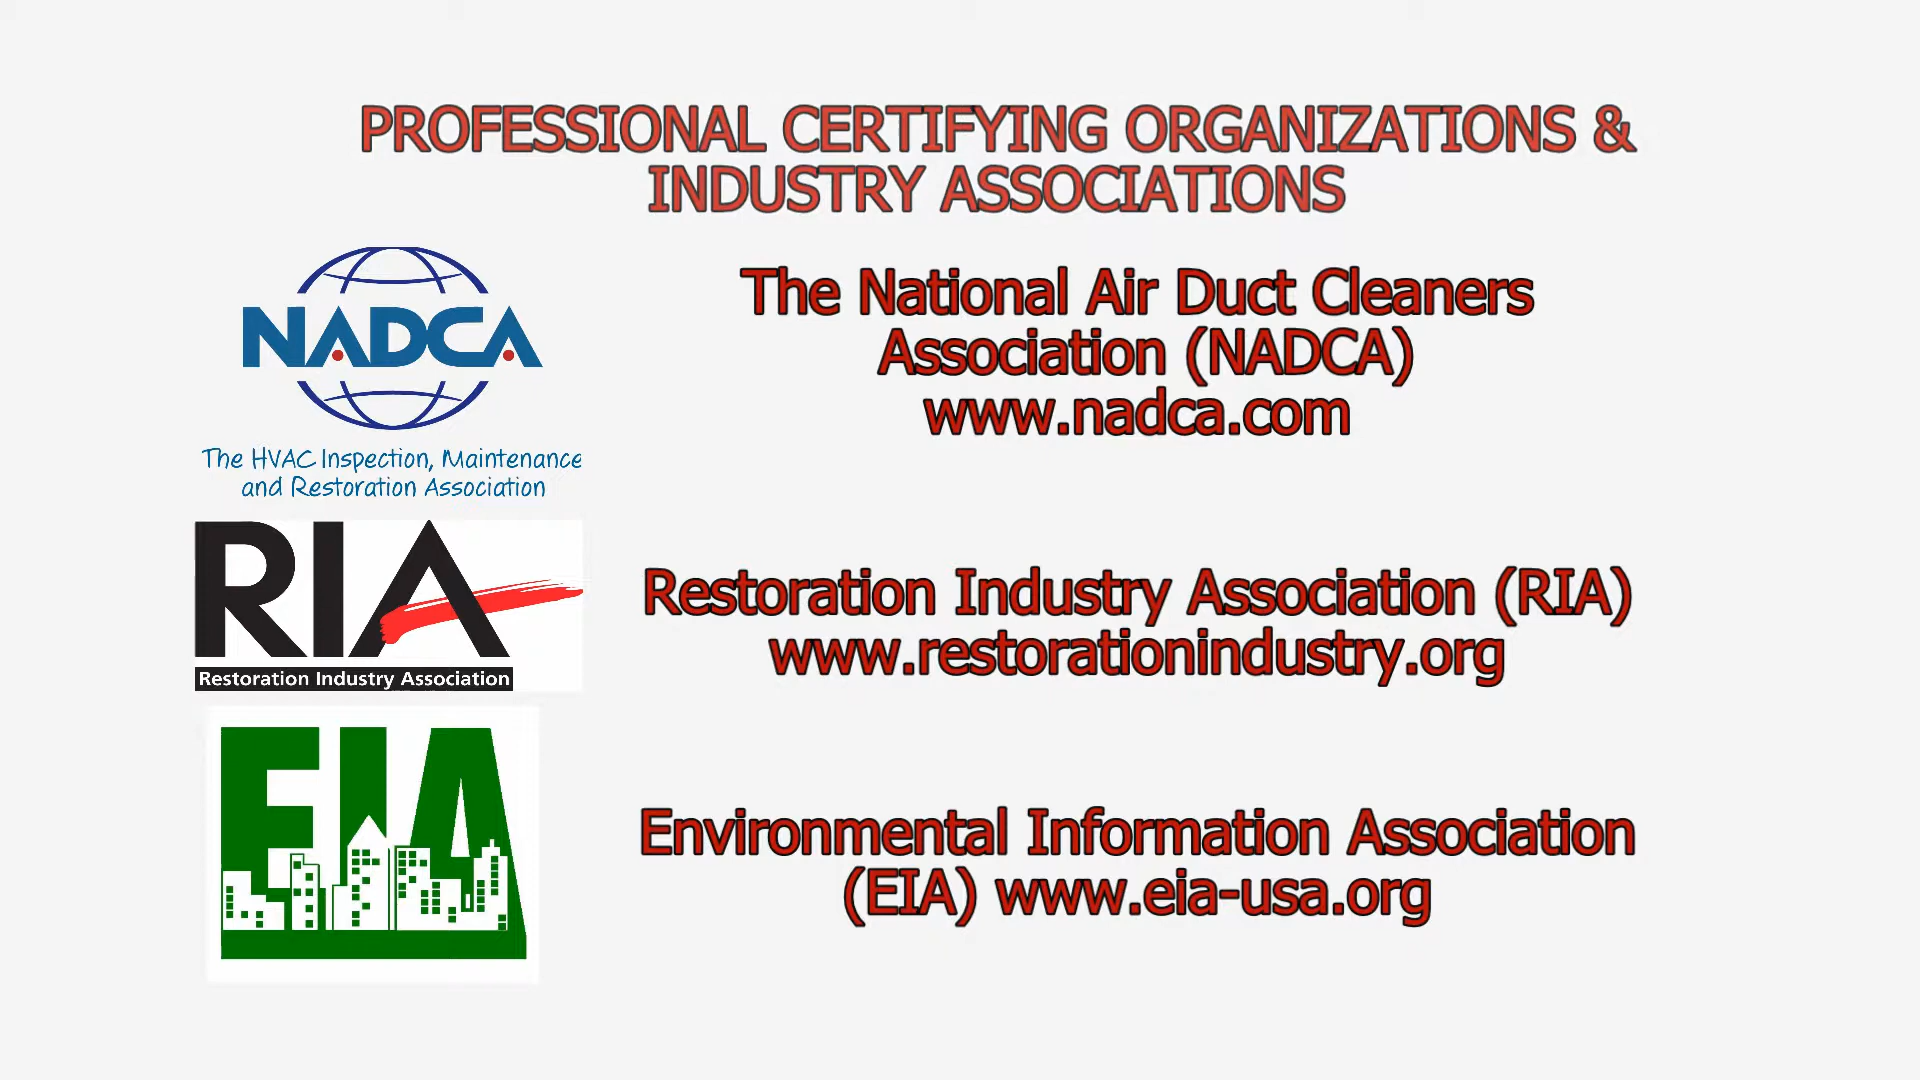 PROFESSIONAL CERTIFYING ORGANIZATIONS &
INDUSTRY ASSOCIATIONS
NADCA
The HVAC Inspection, Maintenance
and Restoration Association
The National Air Duct Cleaners
Association (NADCA)
www.nadca.com
RIA
Restoration Industry Association
Restoration Industry Association (RIA)
www.restorationindustry.org
EIA
Environmental Information Association
(EIA) www.eia-usa.org